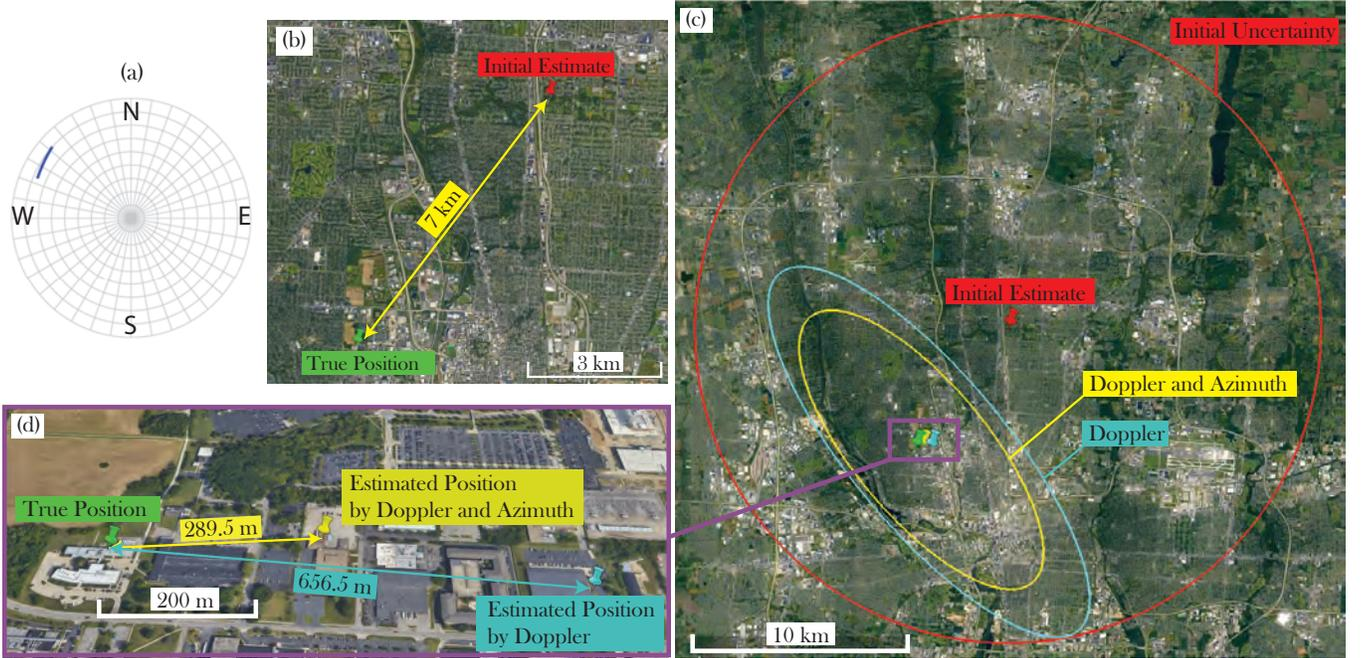 (a)
N
W
E
S
(b)
Initial Estimate
7 km
True Position
3 km
(c)
Initial Uncertainty
Initial Estimate
Doppler and Azimuth
Doppler
10 km
(d)
True Position
289.5 m
Estimated Position
by Doppler and Azimuth
656.5 m
200 m
Estimated Position
by Doppler